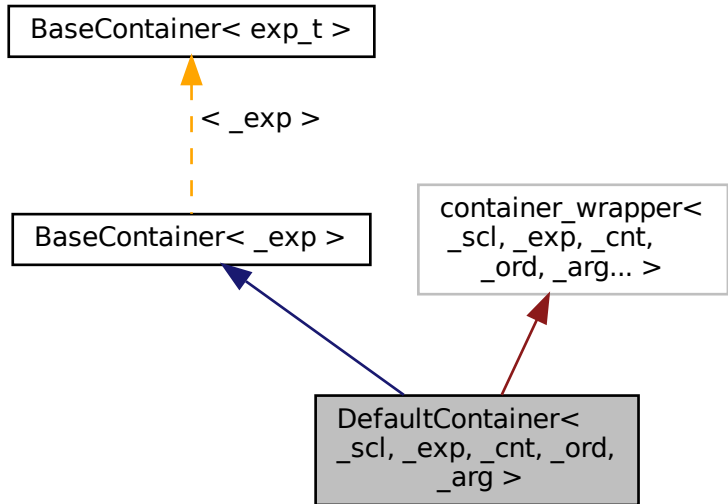 BaseContainer< exp_t >
< _exp >
BaseContainer< _exp >
container_wrapper<
_scl, _exp, _cnt,
_ord, _arg... >
DefaultContainer<
_scl, _exp, _cnt, _ord,
_arg >